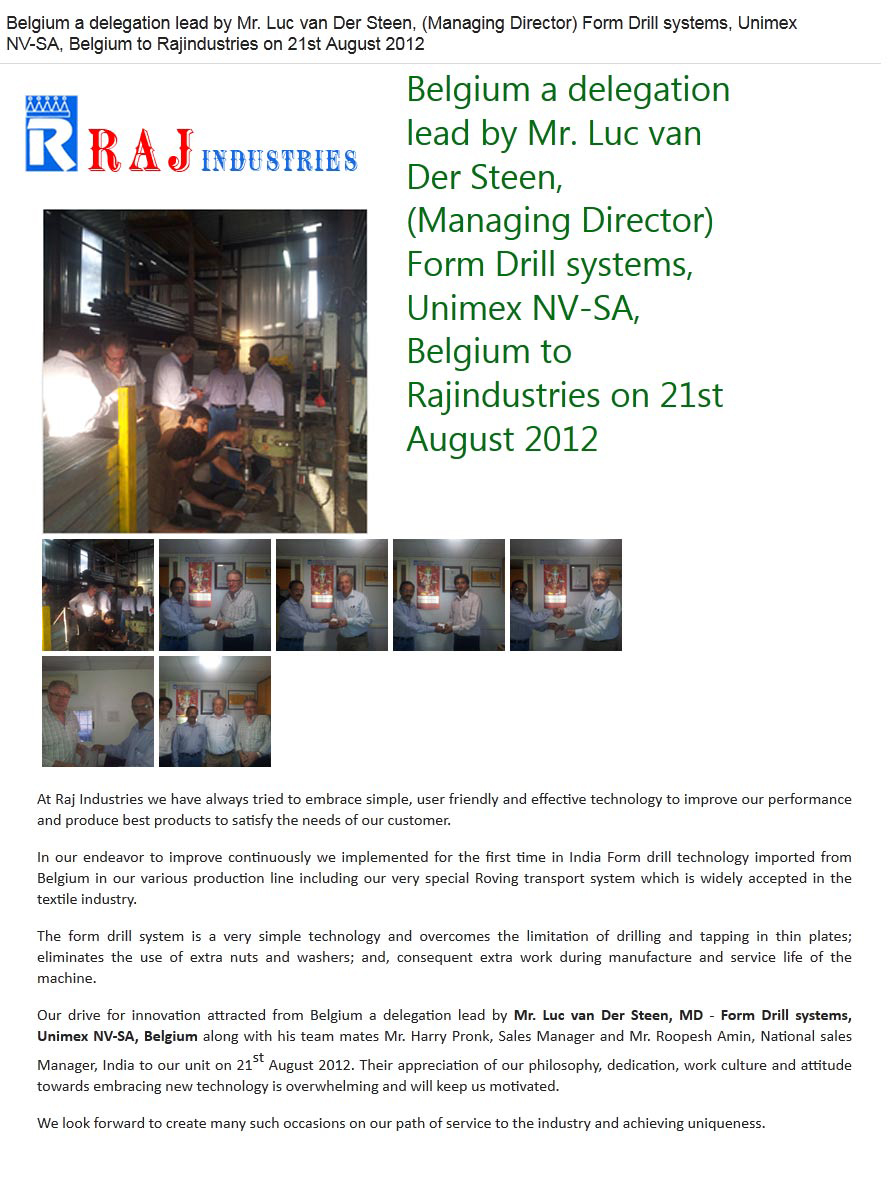 Belgium a delegation lead by Mr. Luc van Der Steen, (Managing Director) Form Drill systems, Unimex
NV-SA, Belgium to Rajindustries on 21st August 2012
R RAJ INDUSTRIES
Belgium a delegation
lead by Mr. Luc van
Der Steen,
(Managing Director)
Form Drill systems,
Unimex NV-SA,
Belgium to
Rajindustries on 21st
August 2012
At Raj Industries we have always tried to embrace simple, user friendly and effective technology to improve our performance
and produce best products to satisfy the needs of our customer.
In our endeavor to improve continuously we implemented for the first time in India Form drill technology imported from
Belgium in our various production line including our very special Roving transport system which is widely accepted in the
textile industry.
The form drill system is a very simple technology and overcomes the limitation of drilling and tapping in thin plates;
eliminates the use of extra nuts and washers; and, consequent extra work during manufacture and service life of the
machine.
Our drive for innovation attracted from Belgium a delegation lead by Mr. Luc van Der Steen, MD - Form Drill systems,
Unimex NV-SA, Belgium along with his team mates Mr. Harry Pronk, Sales Manager and Mr. Roopesh Amin, National sales
Manager, India to our unit on 21st August 2012. Their appreciation of our philosophy, dedication, work culture and attitude
towards embracing new technology is overwhelming and will keep us motivated.
We look forward to create many such occasions on our path of service to the industry and achieving uniqueness.